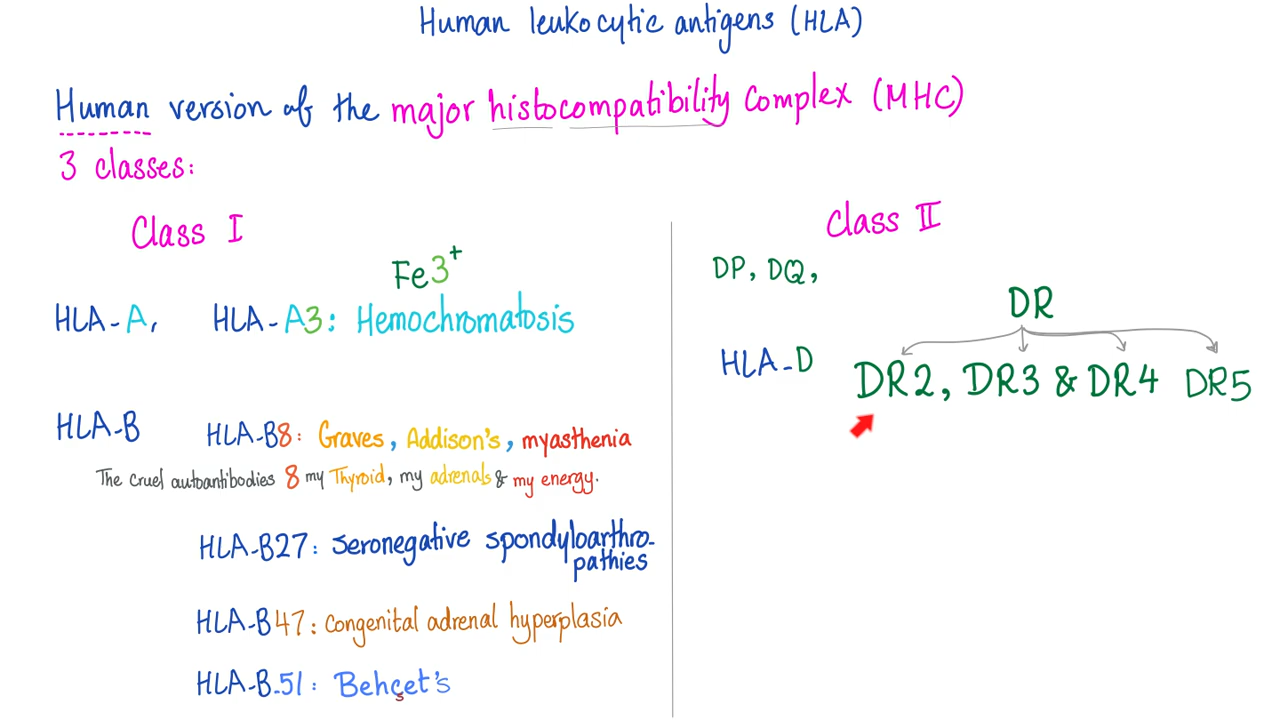 Human leukocytic antigens (HLA)
Human version of the major histocompatibility Complex (MHC)
3 classes:
Class I
Fe3+
HLA-A, HLA-A3: Hemochromatosis
HLA-B HLA-B8: Graves, Addison's, myasthenia
The cruel autoantibodies 8 my Thyroid, my adrenals & my energy.
HLA-B27: seronegative spondyloarthro-
pathies
HLA-B47: congenital adrenal hyperplasia
HLA-B51: Behçet's
Class II
DP, DQ,
DR
HLA-D DR2, DR3 & DR4 DR5